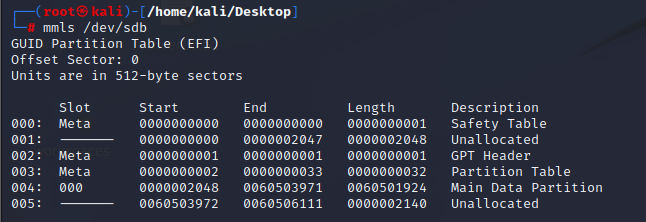 ┌──(root㉿kali)-[/home/kali/Desktop]
└─# mmls /dev/sdb
GUID Partition Table (EFI)
Offset Sector: 0
Units are in 512-byte sectors
Slot Start End Length Description
000: Meta 0000000000 0000000000 0000000001 Safety Table
001: ------- 0000000000 0000002047 0000002048 Unallocated
002: Meta 0000000001 0000000001 0000000001 GPT Header
003: Meta 0000000002 0000000033 0000000032 Partition Table
004: 000 0000002048 0060503971 0060501924 Main Data Partition
005: ------- 0060503972 0060506111 0000002140 Unallocated